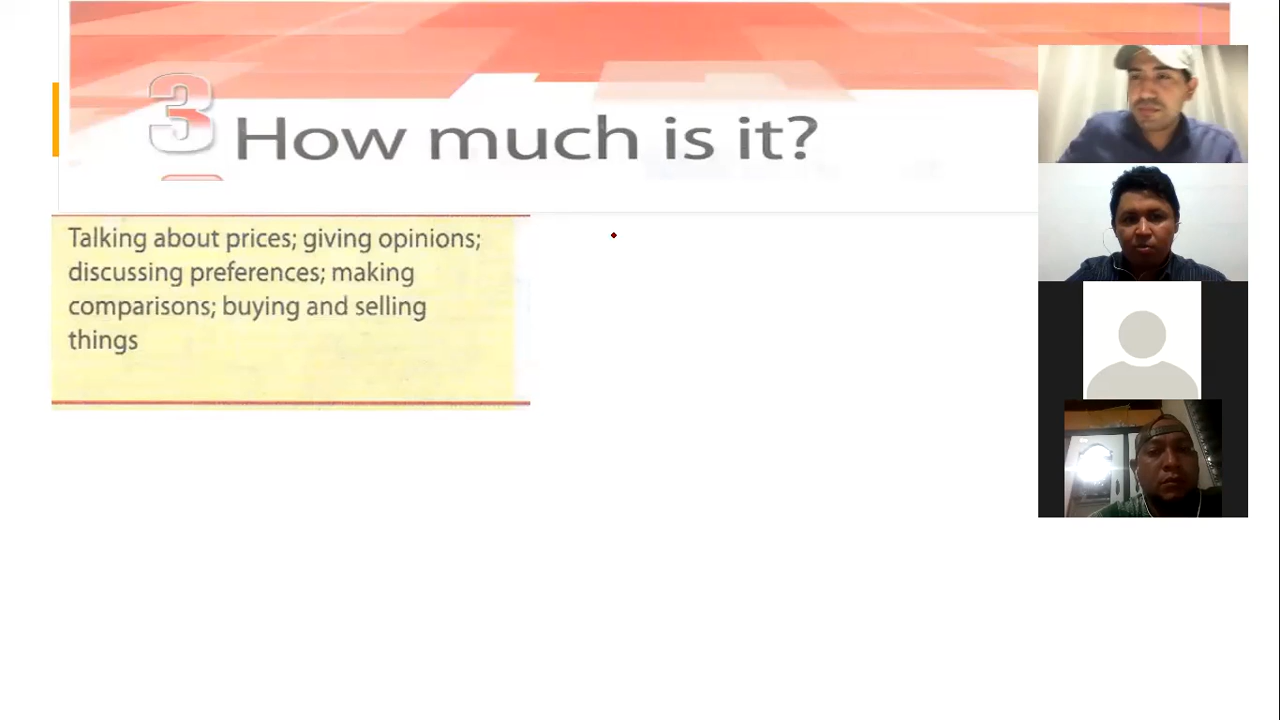 3
How much is it?
Talking about prices; giving opinions;
discussing preferences; making
comparisons; buying and selling
things